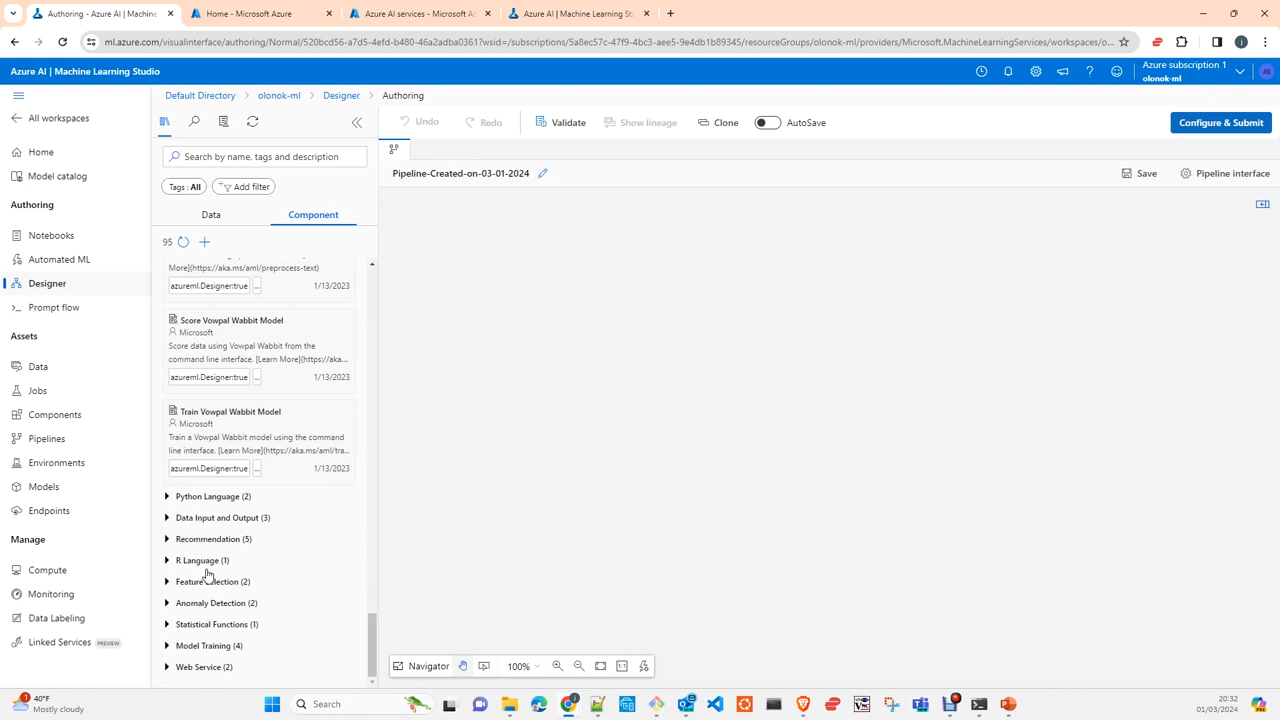 Authoring - Azure AI | Machine L
Home - Microsoft Azure
Azure AI services - Microsoft Az
Azure AI | Machine Learning Stu
ml.azure.com/visualinterface/authoring/Normal/520bcd56-a7d5-4efd-b480-46a2adba0361?wsid=/subscriptions/5a8ec57c-47f9-4bc3-aee5-9e4db1b89345/resourceGroups/olonok-ml/providers/Microsoft.MachineLearningServices/workspaces/o...
Azure AI | Machine Learning Studio
Azure subscription 1
olonok-ml
JG
Default Directory > olonok-ml > Designer > Authoring
All workspaces
Home
Model catalog
Authoring
Notebooks
Automated ML
Designer
Prompt flow
Assets
Data
Jobs
Components
Pipelines
Environments
Models
Endpoints
Manage
Compute
Monitoring
Data Labeling
Linked Services PREVIEW
Search by name, tags and description
Tags : All
Add filter
Data
Component
95
More](https://aka.ms/aml/preprocess-text)
azureml.Designer:true ... 1/13/2023
Score Vowpal Wabbit Model
Microsoft
Score data using Vowpal Wabbit from the
command line interface. [Learn More](https://aka...
azureml.Designer:true ... 1/13/2023
Train Vowpal Wabbit Model
Microsoft
Train a Vowpal Wabbit model using the command
line interface. [Learn More](https://aka.ms/aml/tra...
azureml.Designer:true ... 1/13/2023
Python Language (2)
Data Input and Output (3)
Recommendation (5)
R Language (1)
Feature Selection (2)
Anomaly Detection (2)
Statistical Functions (1)
Model Training (4)
Web Service (2)
Undo
Redo
Validate
Show lineage
Clone
AutoSave
Configure & Submit
Pipeline-Created-on-03-01-2024
Save
Pipeline interface
Navigator
100%
1
40°F
Mostly cloudy
Search
20:32
01/03/2024